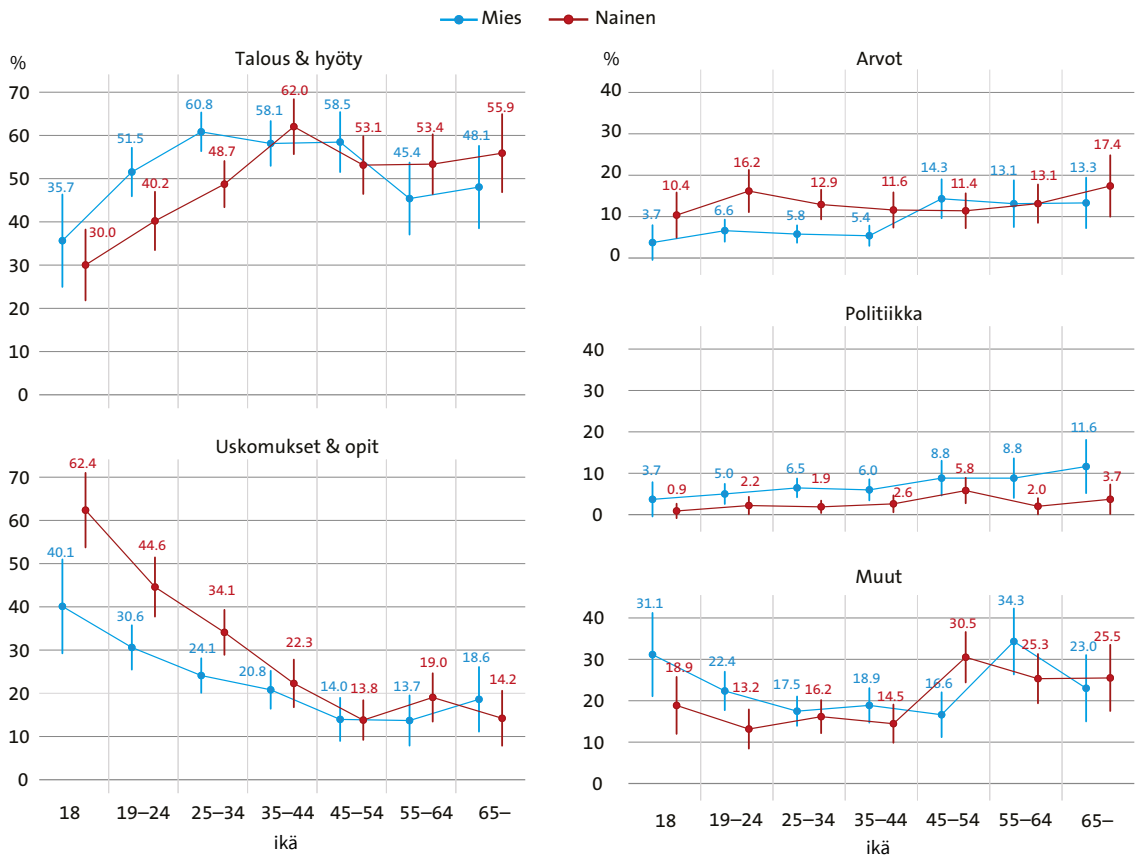 Mies Nainen
Talous & hyöty
%
70
60
50
40
30
20
10
0
35.7 51.5 60.8 58.1 58.5 45.4 48.1
30.0 40.2 48.7 62.0 53.1 53.4 55.9
Uskomukset & opit
70
60
50
40
30
20
10
0
40.1 30.6 24.1 20.8 14.0 13.7 18.6
62.4 44.6 34.1 22.3 13.8 19.0 14.2
18 19–24 25–34 35–44 45–54 55–64 65–
ikä
Arvot
%
40
30
20
10
0
3.7 6.6 5.8 5.4 14.3 13.1 13.3
10.4 16.2 12.9 11.6 11.4 13.1 17.4
Politiikka
40
30
20
10
0
3.7 5.0 6.5 6.0 8.8 8.8 11.6
0.9 2.2 1.9 2.6 5.8 2.0 3.7
Muut
40
30
20
10
0
31.1 22.4 17.5 18.9 16.6 34.3 23.0
18.9 13.2 16.2 14.5 30.5 25.3 25.5
18 19–24 25–34 35–44 45–54 55–64 65–
ikä